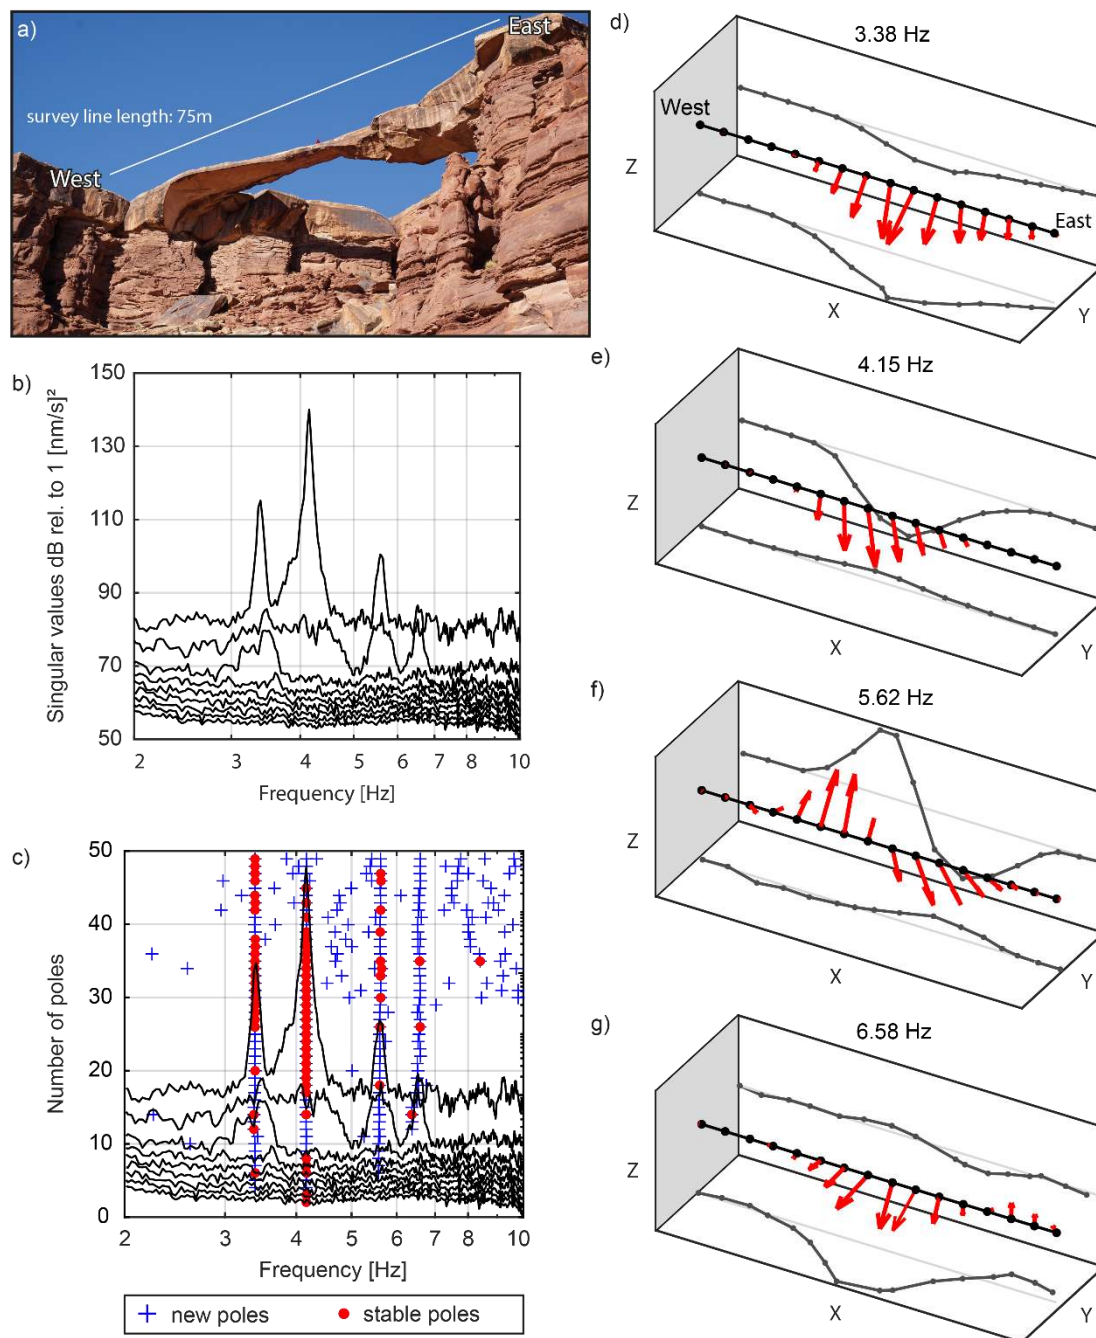 a)
East
survey line length: 75m
West
b)
150
130
110
90
70
50
Singular values dB rel. to 1 [nm/s]²
2 3 4 5 6 7 8 10
Frequency [Hz]
c)
50
40
30
20
10
0
Number of poles
2 3 4 5 6 7 8 10
Frequency [Hz]
new poles stable poles
d)
3.38 Hz
West
Z
East
X
Y
e)
4.15 Hz
Z
X
Y
f)
5.62 Hz
Z
X
Y
g)
6.58 Hz
Z
X
Y